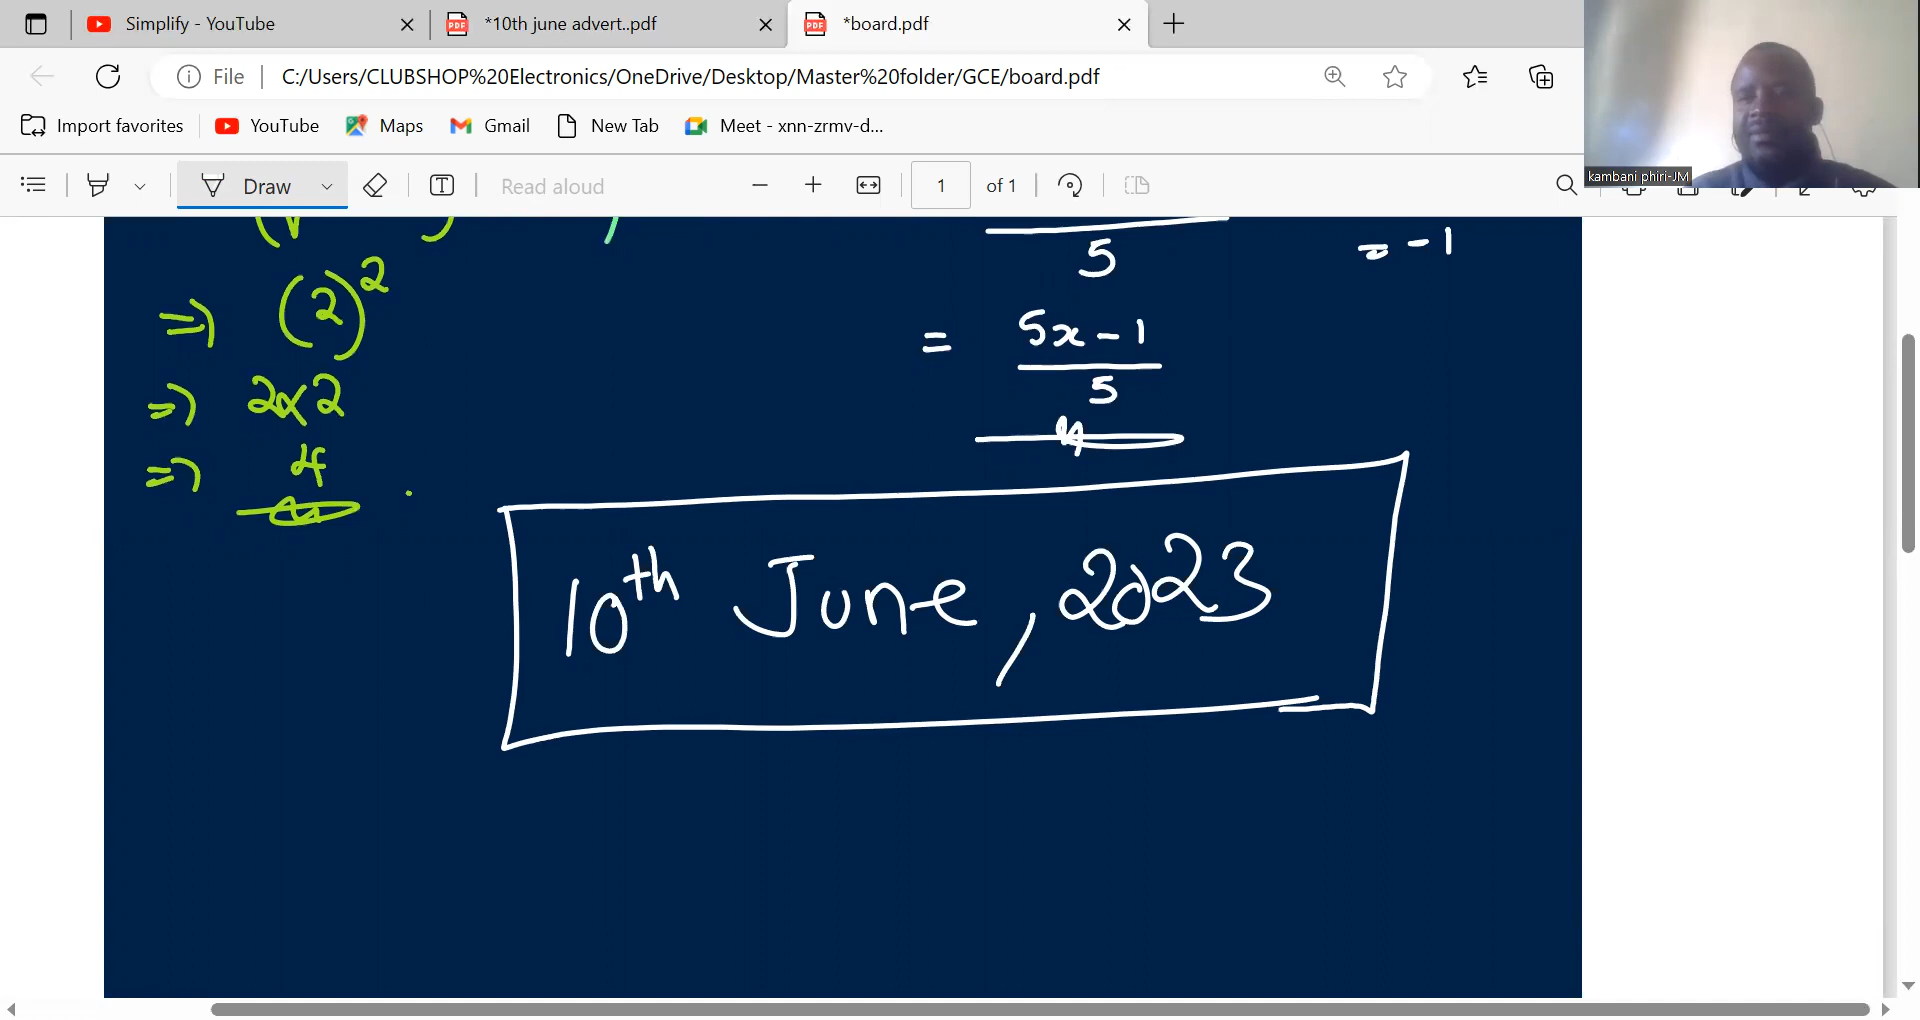 Simplify - YouTube
*10th june advert..pdf
*board.pdf
File
C:/Users/CLUBSHOP%20Electronics/OneDrive/Desktop/Master%20folder/GCE/board.pdf
Import favorites
YouTube
Maps
Gmail
New Tab
Meet - xnn-zrmv-d...
kambani phiri-JM
Draw
Read aloud
1
of 1
=> (2)²
=> 2x2
=> 4
5
= -1
= 5x-1
5
10th June, 2023